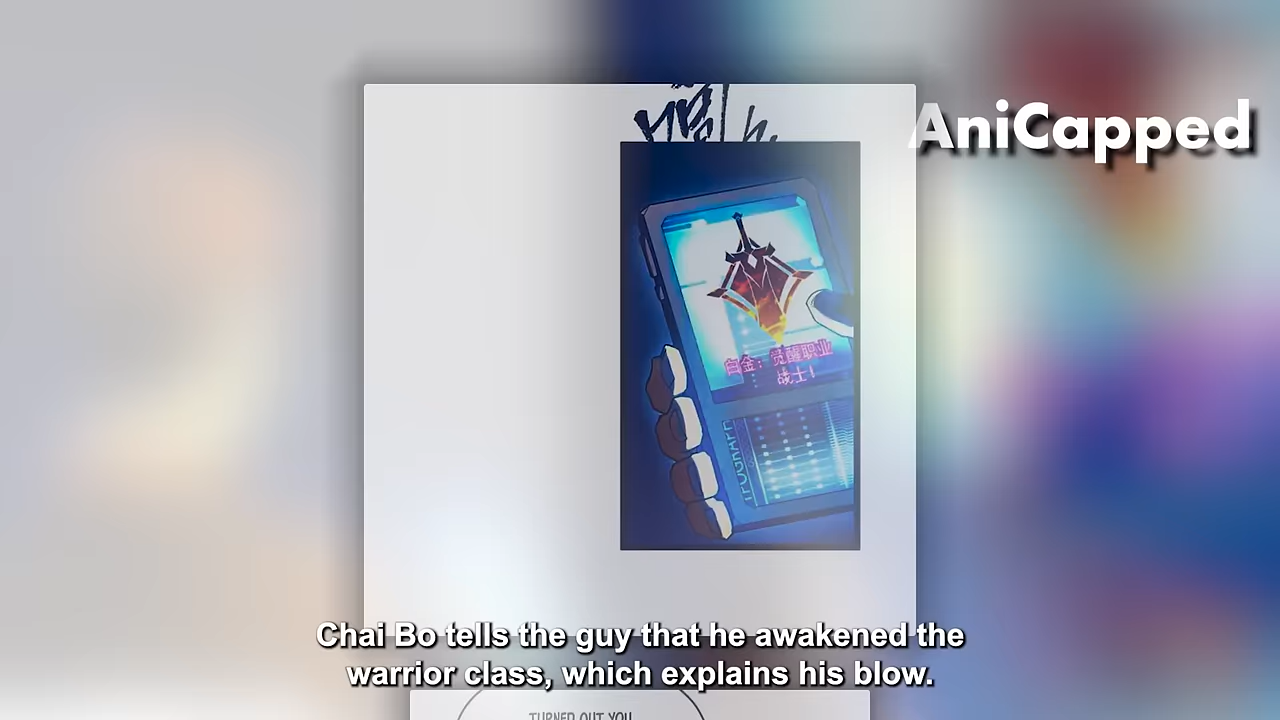 AniCapped
白金：觉醒职业
战士！
Chai Bo tells the guy that he awakened the
warrior class, which explains his blow.
TURNED OUT YOU